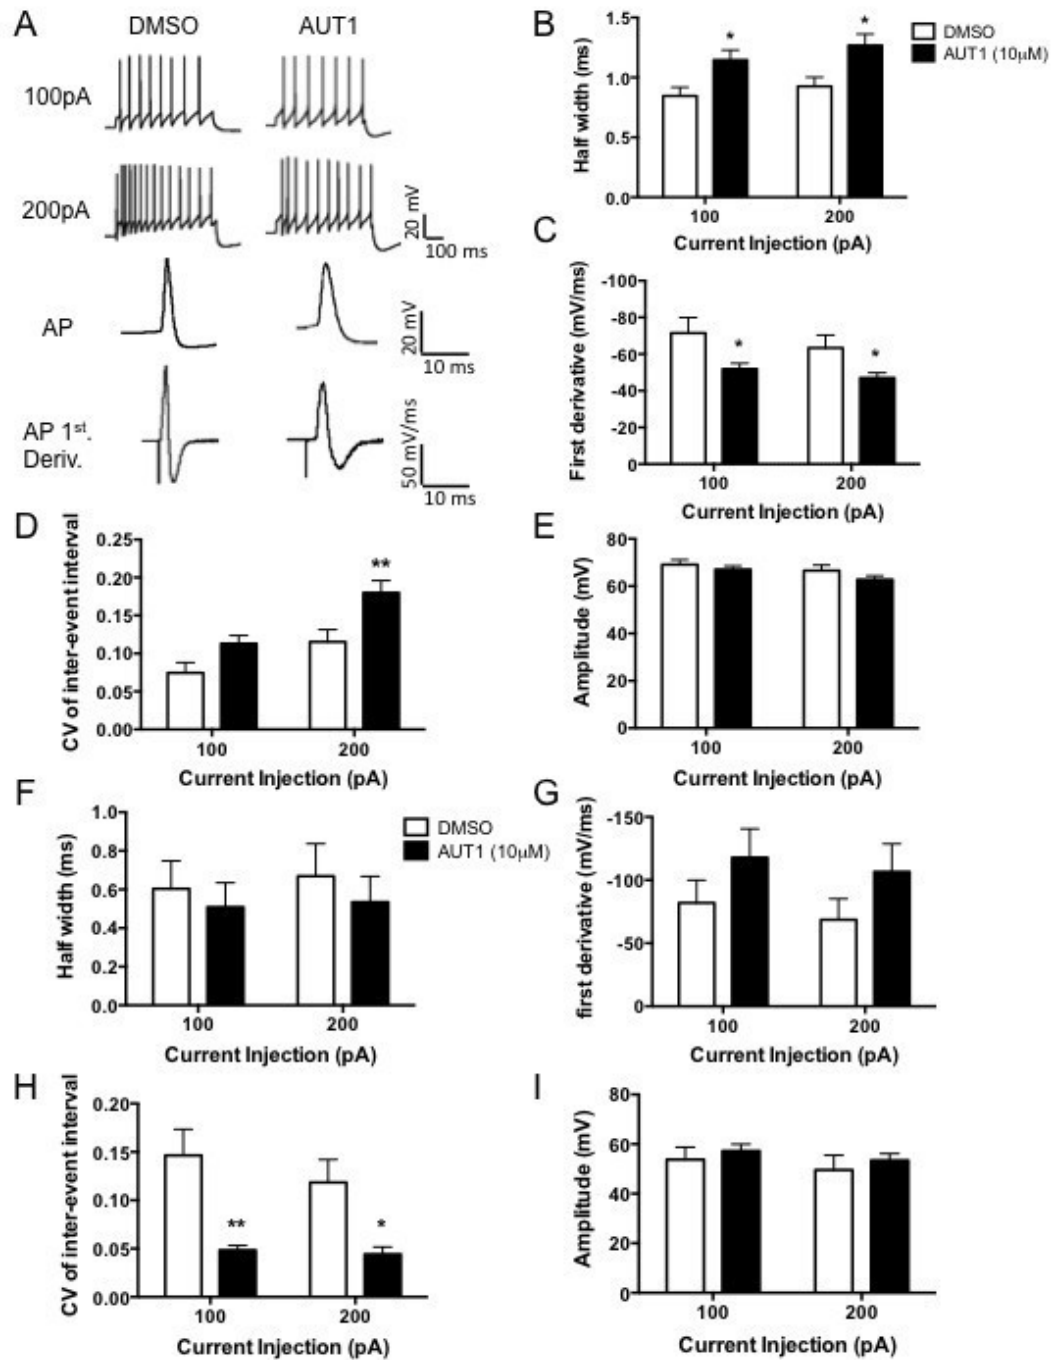 A
DMSO
AUT1
100pA
200pA
20 mV
100 ms
AP
20 mV
10 ms
AP 1st.
Deriv.
50 mV/ms
10 ms
B
Half width (ms)
1.5
1.0
0.5
0.0
*
*
100
200
Current Injection (pA)
DMSO
AUT1 (10μM)
C
First derivative (mV/ms)
-100
-80
-60
-40
-20
0
*
*
100
200
Current Injection (pA)
D
CV of inter-event interval
0.25
0.20
0.15
0.10
0.05
0.00
**
100
200
Current Injection (pA)
E
Amplitude (mV)
80
60
40
20
0
100
200
Current Injection (pA)
F
Half width (ms)
1.0
0.8
0.6
0.4
0.2
0.0
100
200
Current Injection (pA)
DMSO
AUT1 (10μM)
G
first derivative (mV/ms)
-150
-100
-50
0
100
200
Current Injection (pA)
H
CV of inter-event interval
0.20
0.15
0.10
0.05
0.00
**
*
100
200
Current Injection (pA)
I
Amplitude (mV)
80
60
40
20
0
100
200
Current Injection (pA)